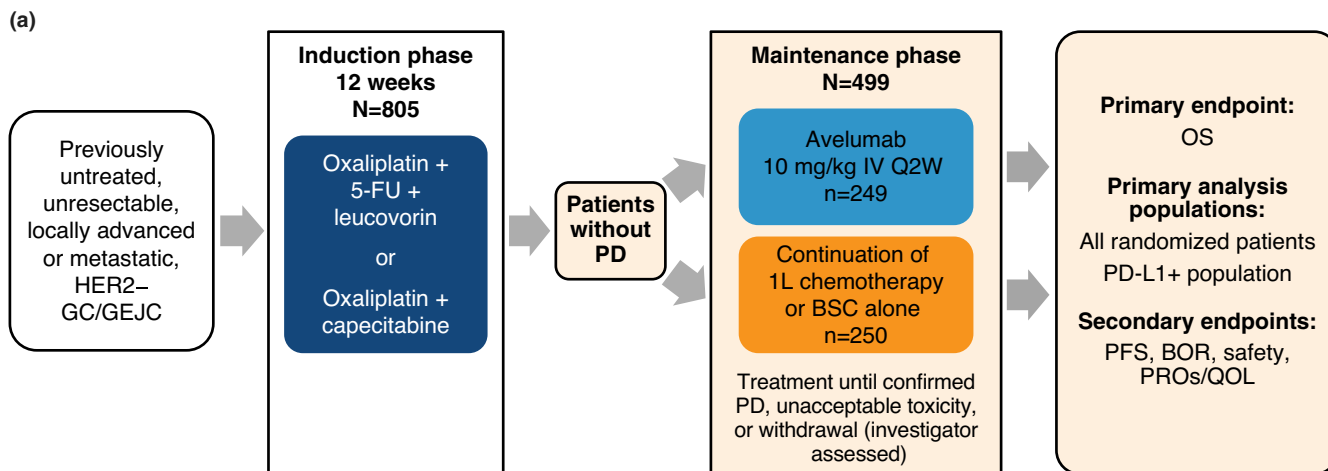 (a)
Previously
untreated,
unresectable,
locally advanced
or metastatic,
HER2–
GC/GEJC
Induction phase
12 weeks
N=805
Oxaliplatin +
5-FU +
leucovorin
or
Oxaliplatin +
capecitabine
Patients
without
PD
Maintenance phase
N=499
Avelumab
10 mg/kg IV Q2W
n=249
Continuation of
1L chemotherapy
or BSC alone
n=250
Treatment until confirmed
PD, unacceptable toxicity,
or withdrawal (investigator
assessed)
Primary endpoint:
OS
Primary analysis
populations:
All randomized patients
PD-L1+ population
Secondary endpoints:
PFS, BOR, safety,
PROs/QOL